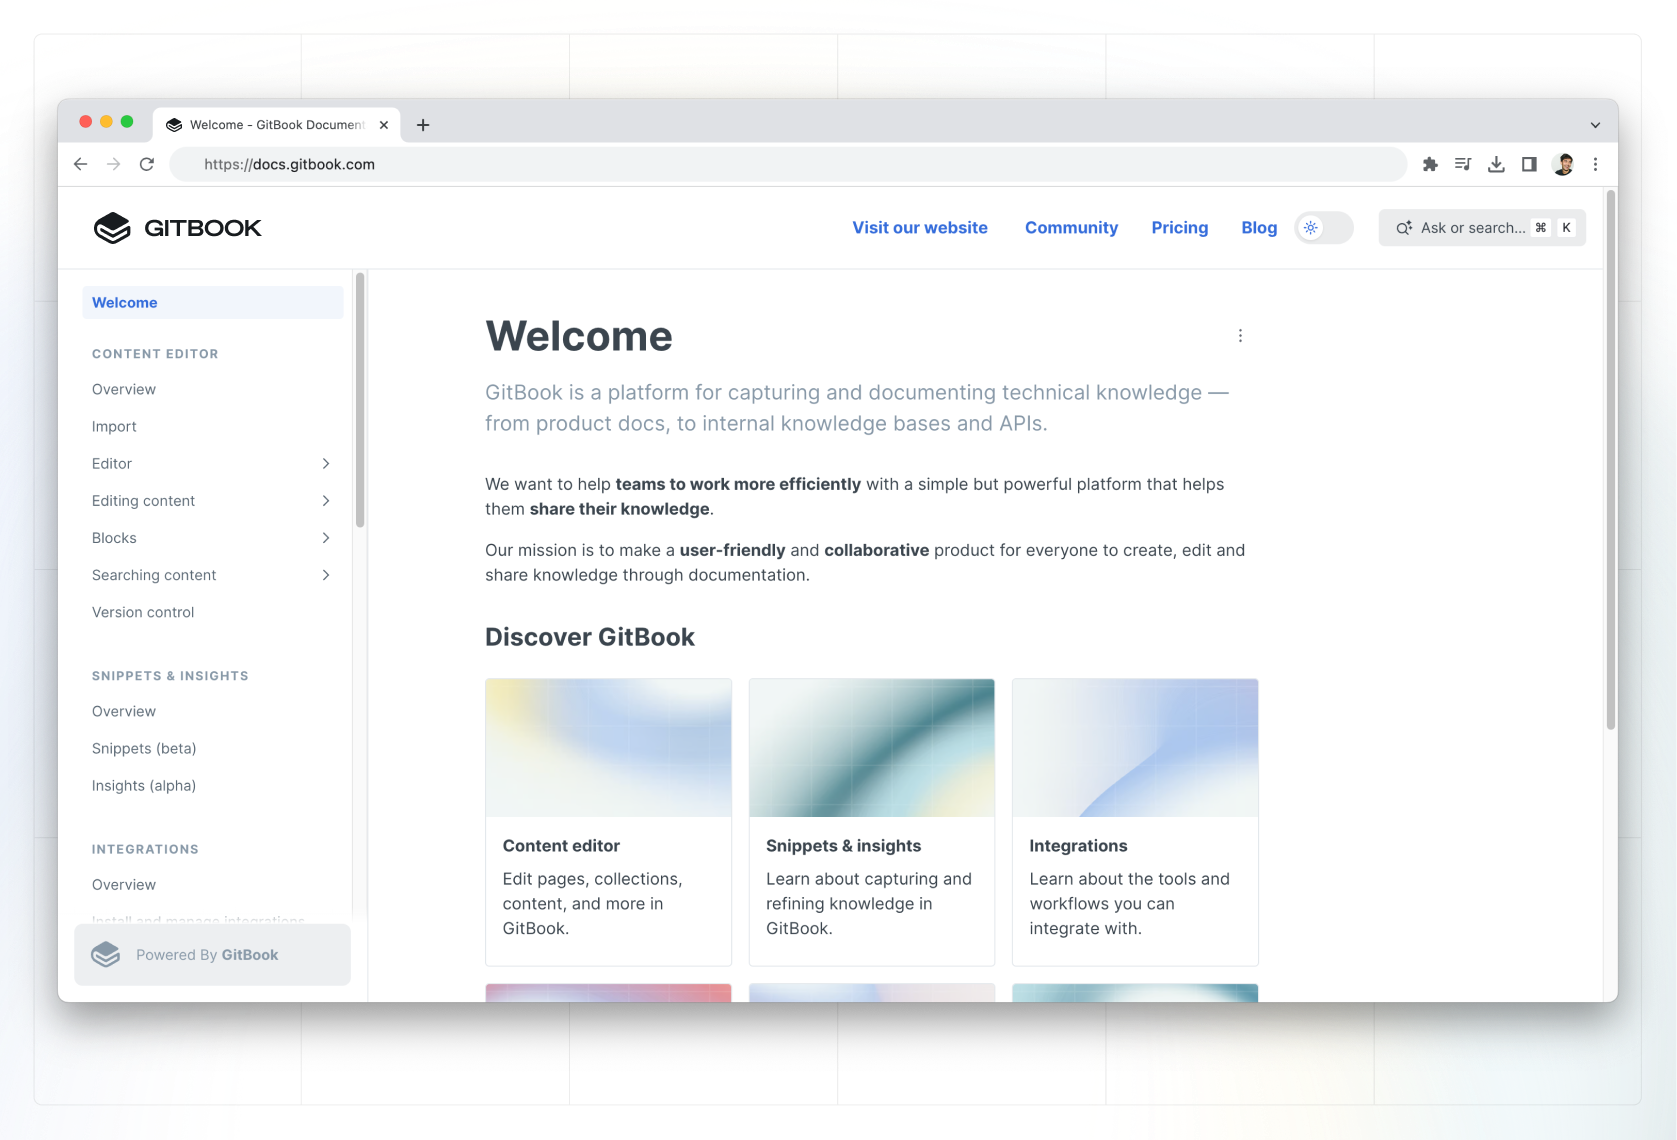 Welcome - GitBook Document
https://docs.gitbook.com
GITBOOK
Visit our website
Community
Pricing
Blog
Ask or search... ⌘ K
Welcome
CONTENT EDITOR
Overview
Import
Editor
Editing content
Blocks
Searching content
Version control
SNIPPETS & INSIGHTS
Overview
Snippets (beta)
Insights (alpha)
INTEGRATIONS
Overview
Install and manage integrations
Powered By GitBook
Welcome
GitBook is a platform for capturing and documenting technical knowledge —
from product docs, to internal knowledge bases and APIs.
We want to help teams to work more efficiently with a simple but powerful platform that helps
them share their knowledge.
Our mission is to make a user-friendly and collaborative product for everyone to create, edit and
share knowledge through documentation.
Discover GitBook
Content editor
Edit pages, collections,
content, and more in
GitBook.
Snippets & insights
Learn about capturing and
refining knowledge in
GitBook.
Integrations
Learn about the tools and
workflows you can
integrate with.